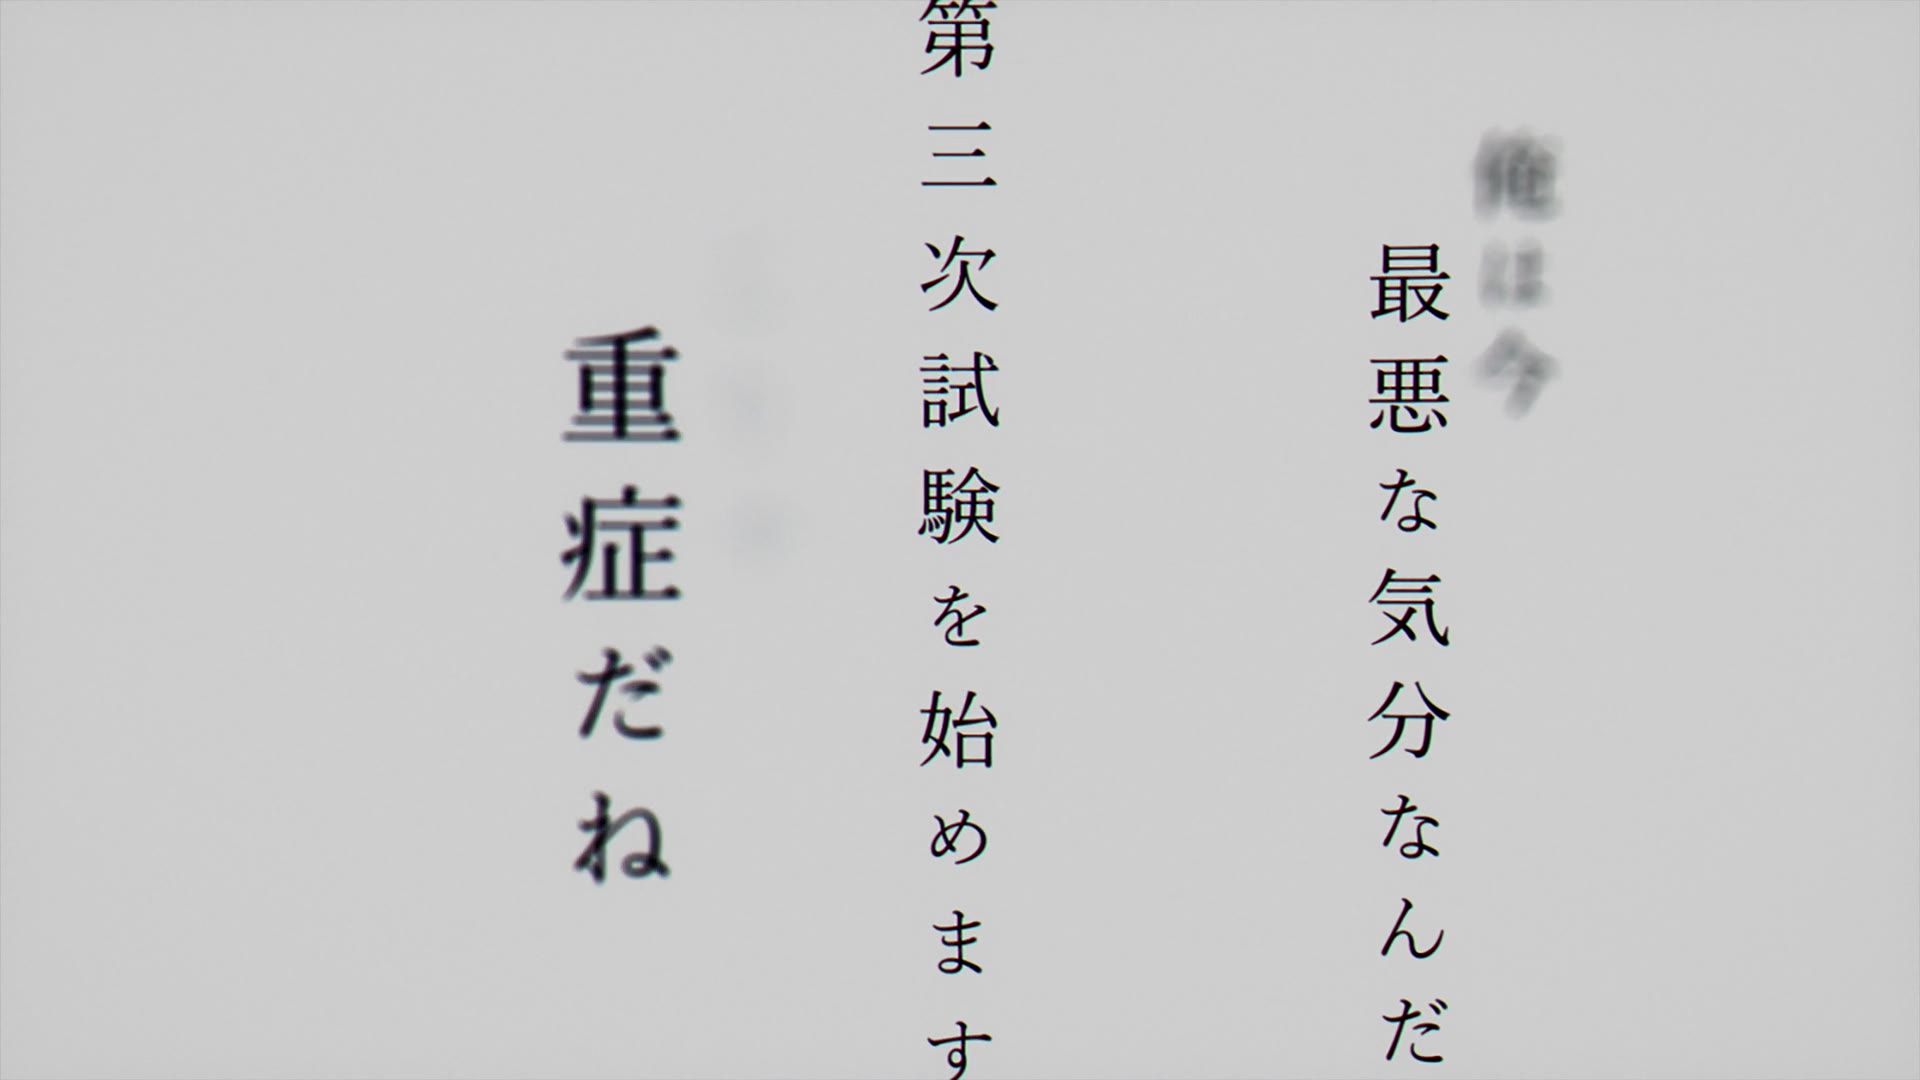 俺は今
最悪な気分なんだ
第三次試験を始めます
重症だね